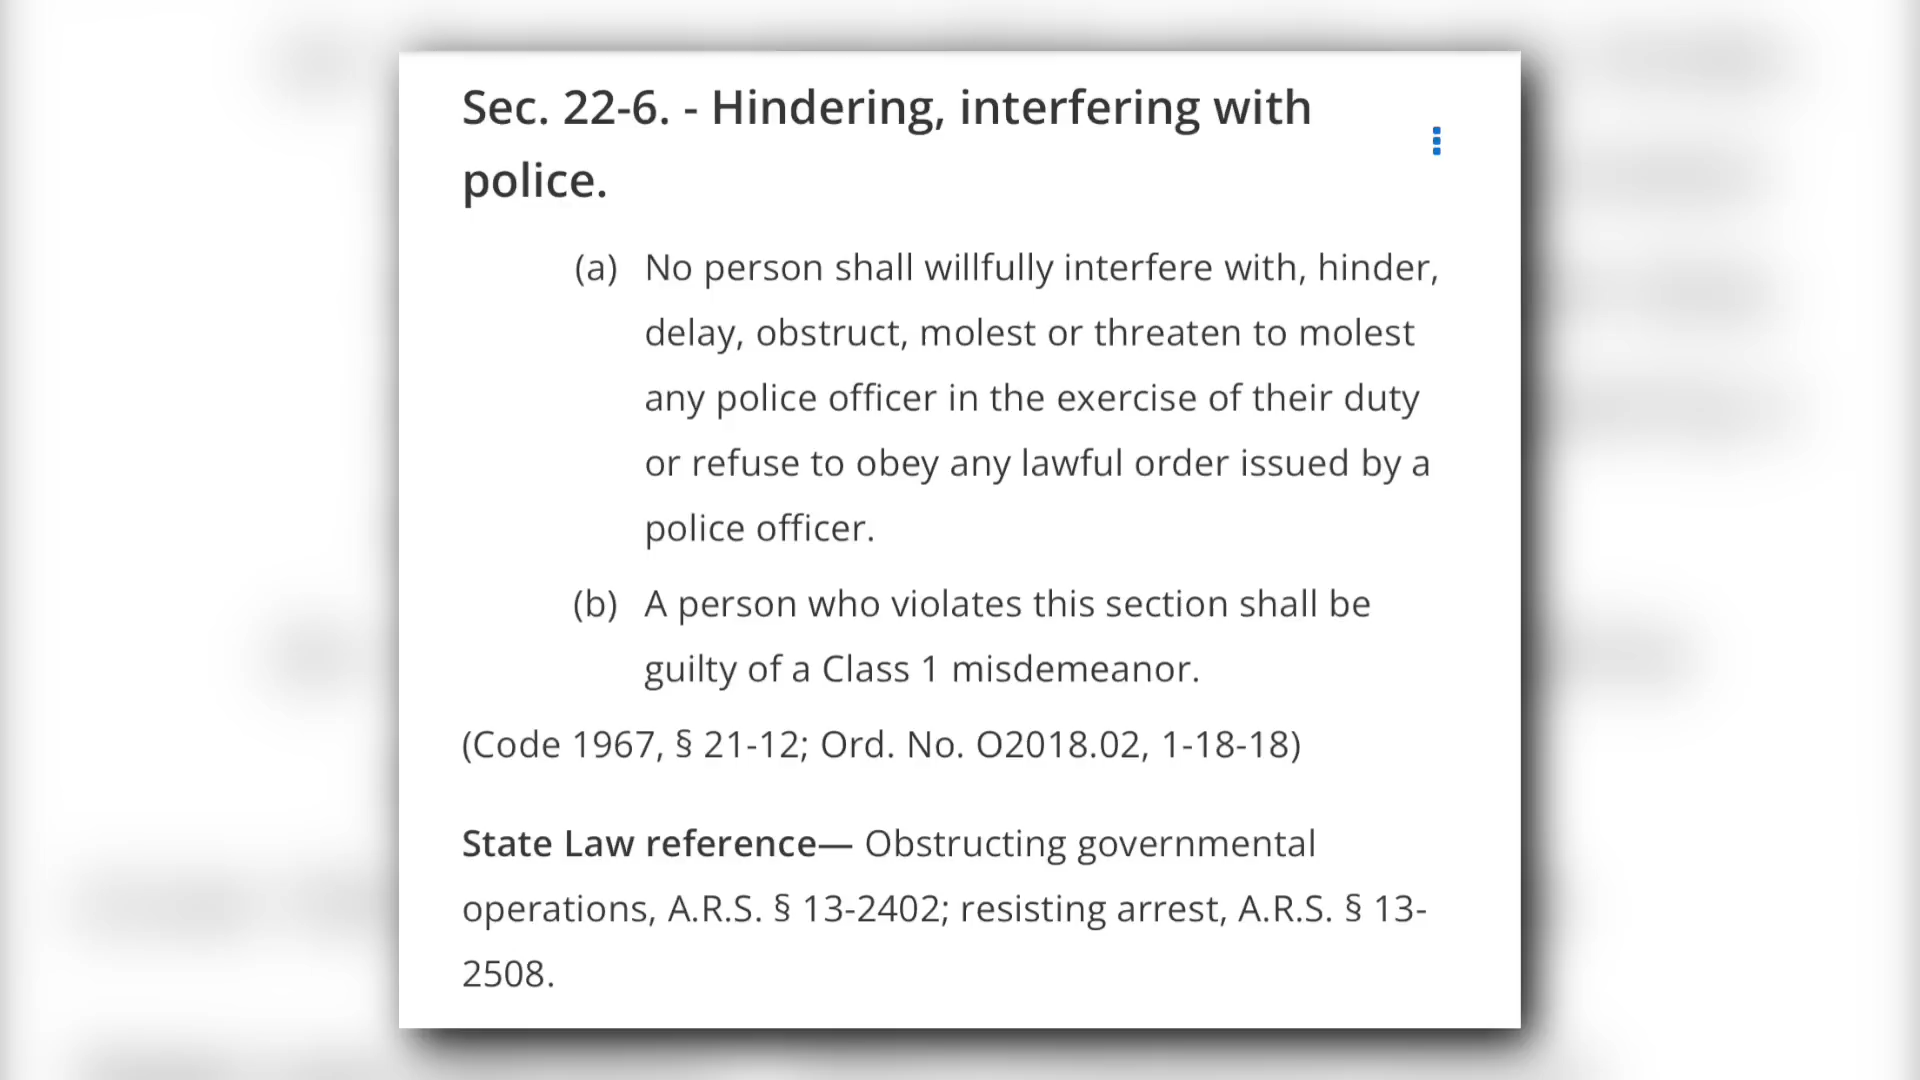 Sec. 22-6. - Hindering, interfering with
police.
(a) No person shall willfully interfere with, hinder,
delay, obstruct, molest or threaten to molest
any police officer in the exercise of their duty
or refuse to obey any lawful order issued by a
police officer.
(b) A person who violates this section shall be
guilty of a Class 1 misdemeanor.
(Code 1967, § 21-12; Ord. No. O2018.02, 1-18-18)
State Law reference— Obstructing governmental
operations, A.R.S. § 13-2402; resisting arrest, A.R.S. § 13-
2508.